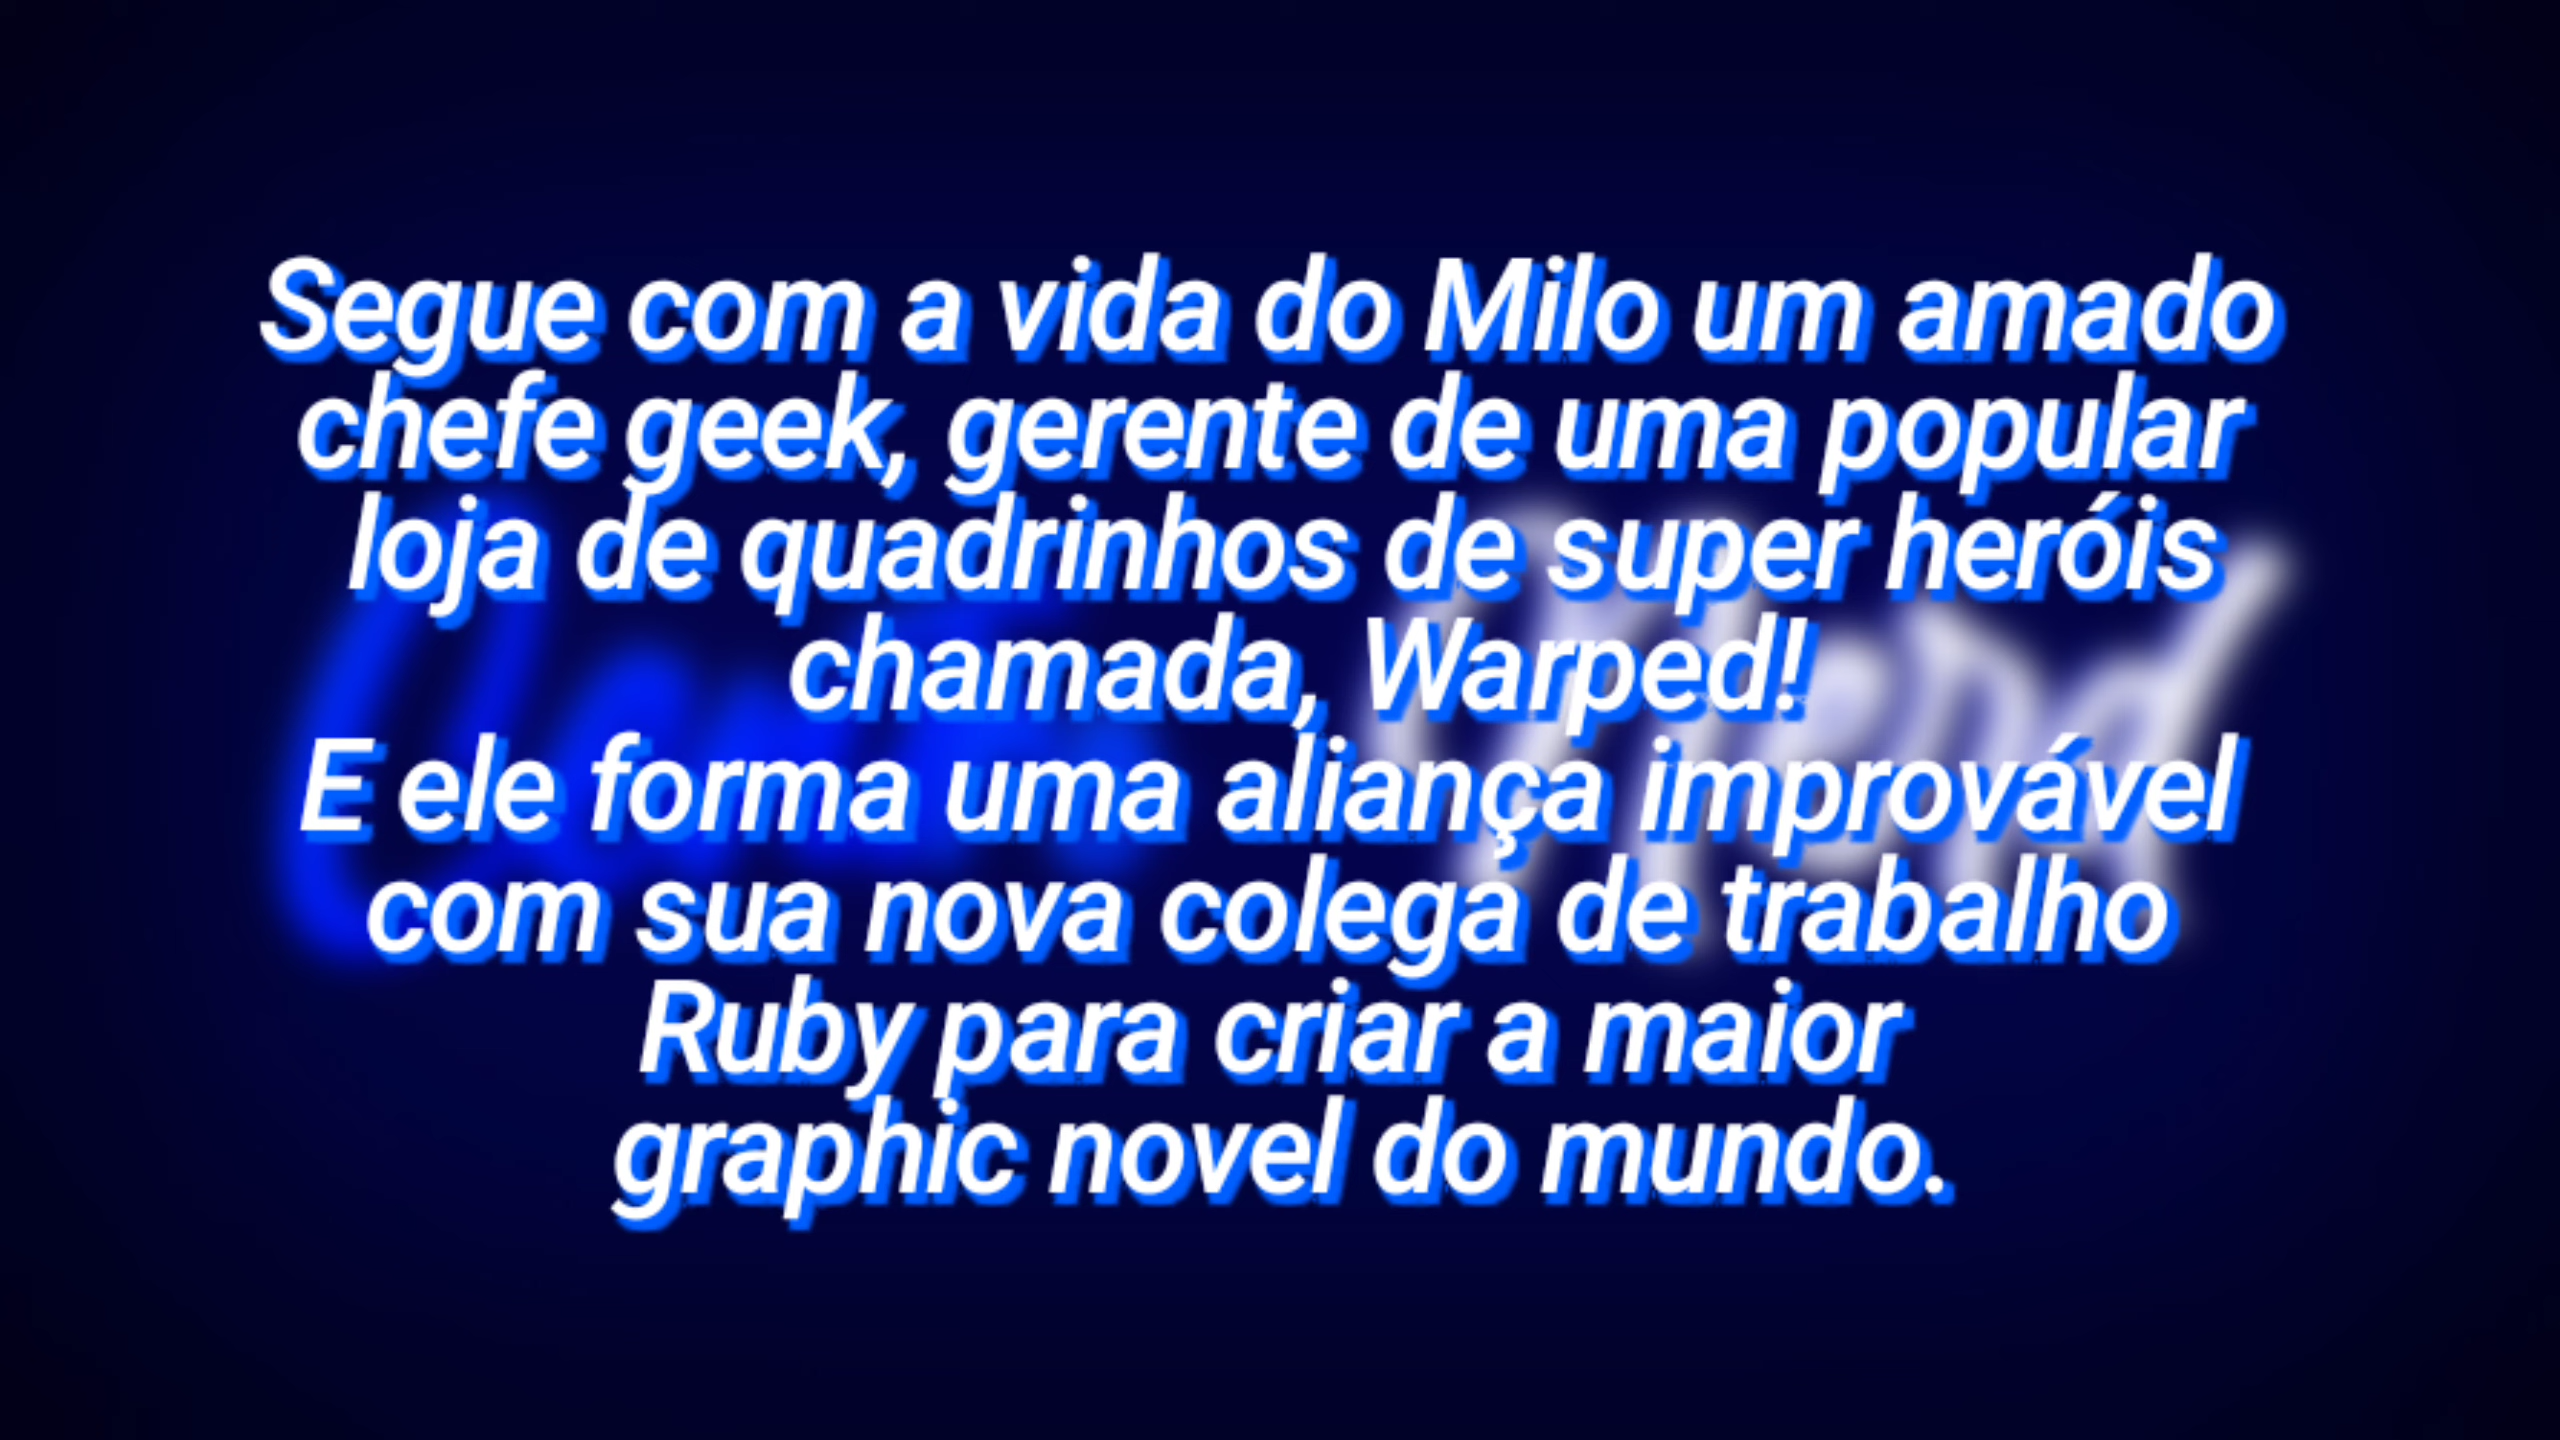 Segue com a vida do Milo um amado
chefe geek, gerente de uma popular
loja de quadrinhos de super heróis
chamada, Warped!
E ele forma uma aliança improvável
com sua nova colega de trabalho
Ruby para criar a maior
graphic novel do mundo.